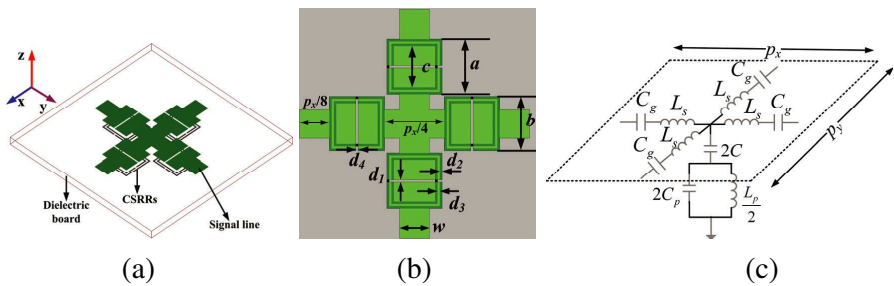 z
x
y
Dielectric
board
CSRRs
Signal line
(a)
c
a
p_x/8
p_x/4
b
d_4
d_2
d_1
d_3
w
(b)
p_x
C_g
L_s
C_g
L_s
L_s
C_g
C_g
L_s
p_y
2C
2C_p
L_p
2
(c)